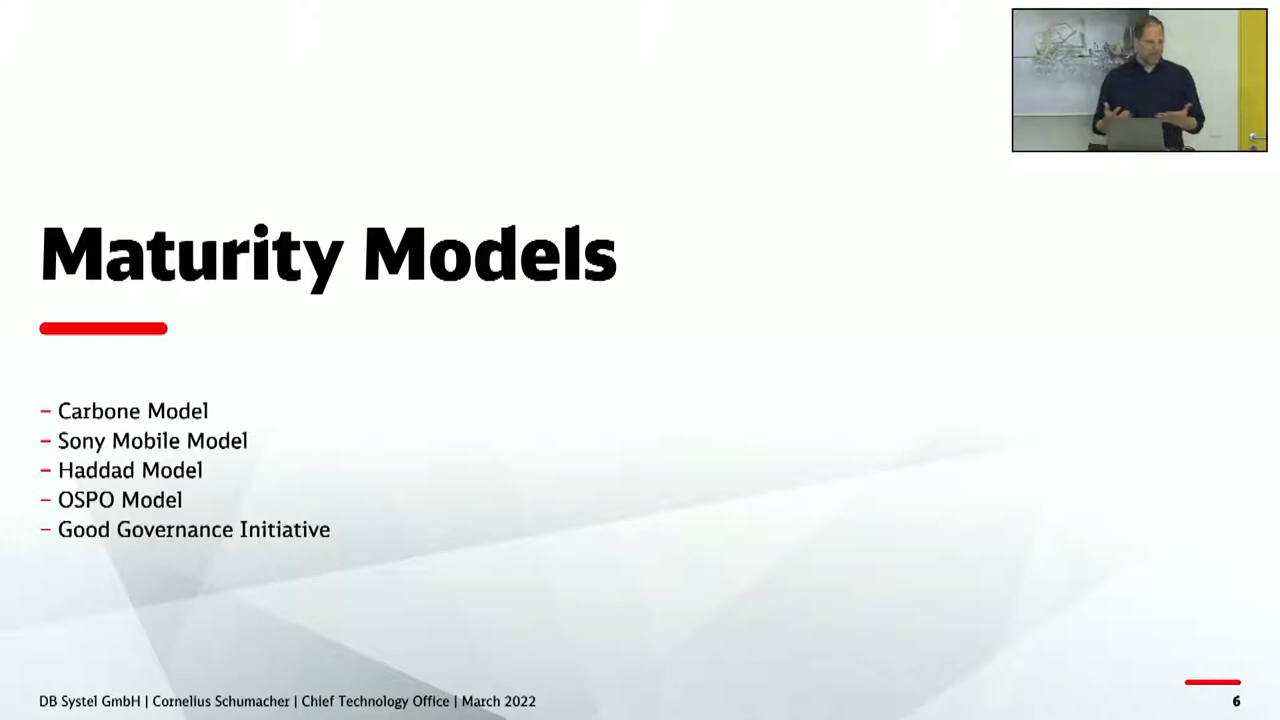 Maturity Models
– Carbone Model
– Sony Mobile Model
– Haddad Model
– OSPO Model
– Good Governance Initiative
DB Systel GmbH | Cornelius Schumacher | Chief Technology Office | March 2022
6